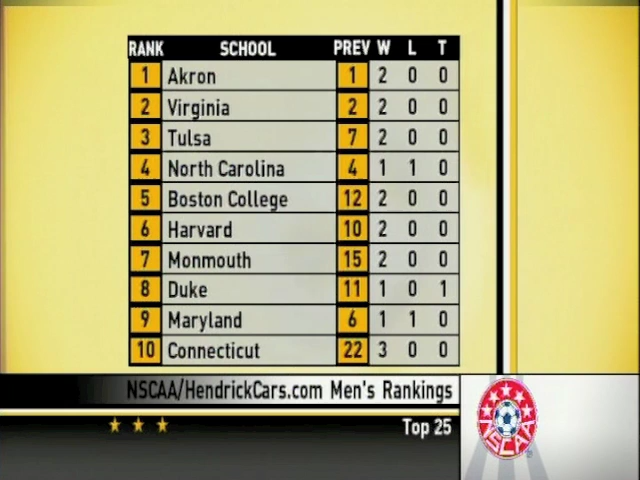 RANK SCHOOL PREV W L T
1 Akron 1 2 0 0
2 Virginia 2 2 0 0
3 Tulsa 7 2 0 0
4 North Carolina 4 1 1 0
5 Boston College 12 2 0 0
6 Harvard 10 2 0 0
7 Monmouth 15 2 0 0
8 Duke 11 1 0 1
9 Maryland 6 1 1 0
10 Connecticut 22 3 0 0
NSCAA/HendrickCars.com Men's Rankings
Top 25
NSCAA